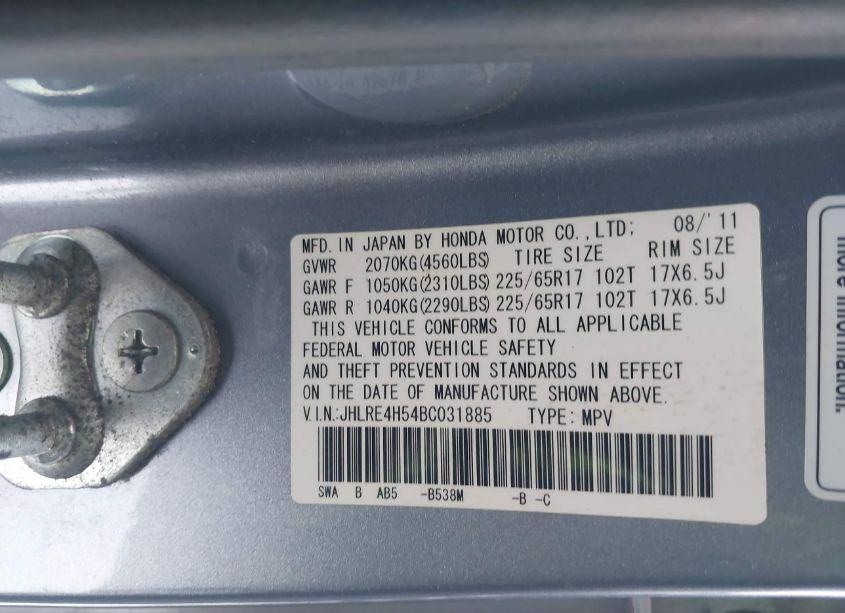 MFD. IN JAPAN BY HONDA MOTOR CO.,LTD; 08/'11
GVWR 2070KG(4560LBS) TIRE SIZE RIM SIZE
GAWR F 1050KG(2310LBS) 225/65R17 102T 17X6.5J
GAWR R 1040KG(2290LBS) 225/65R17 102T 17X6.5J
THIS VEHICLE CONFORMS TO ALL APPLICABLE
FEDERAL MOTOR VEHICLE SAFETY
AND THEFT PREVENTION STANDARDS IN EFFECT
ON THE DATE OF MANUFACTURE SHOWN ABOVE.
V.I.N.:JHLRE4H54BC031885 TYPE: MPV
SWA B AB5 -B538M -B -C
more information.